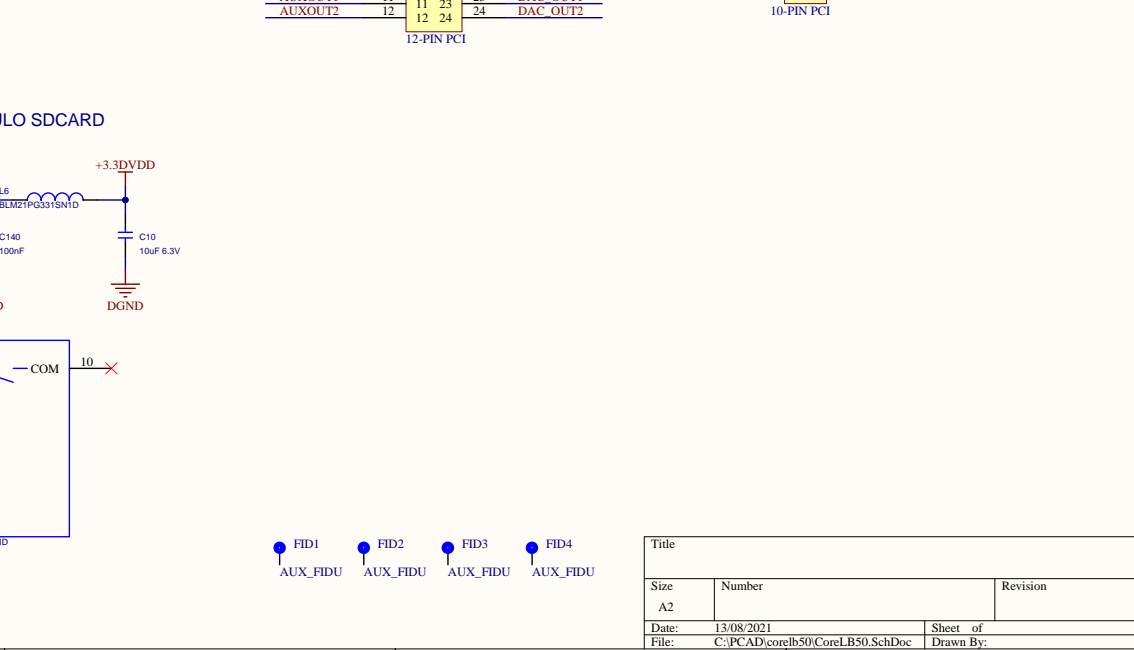 11 23
AUXOUT2 12 12 24 24 DAC_OUT2
12-PIN PCI
10-PIN PCI
ULO SDCARD
+3.3DVDD
L6
BLM21PG331SN1D
C140
100nF
C10
10uF 6.3V
DGND
COM 10
FID1 FID2 FID3 FID4
AUX_FIDU AUX_FIDU AUX_FIDU AUX_FIDU
Title
Size Number Revision
A2
Date: 13/08/2021 Sheet of
File: C:\PCAD\corelb50\CoreLB50.SchDoc Drawn By: